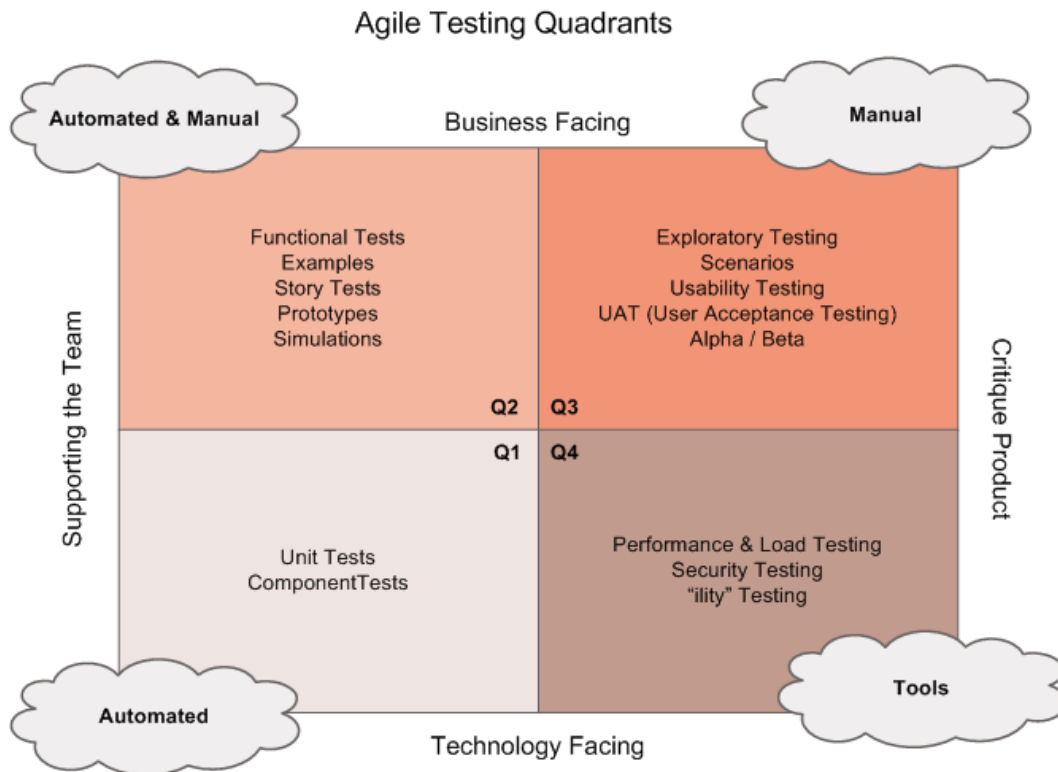 Agile Testing Quadrants
Automated & Manual
Business Facing
Manual
Functional Tests
Examples
Story Tests
Prototypes
Simulations
Exploratory Testing
Scenarios
Usability Testing
UAT (User Acceptance Testing)
Alpha / Beta
Supporting the Team
Critique Product
Q2
Q3
Q1
Q4
Unit Tests
ComponentTests
Performance & Load Testing
Security Testing
“ility” Testing
Automated
Technology Facing
Tools